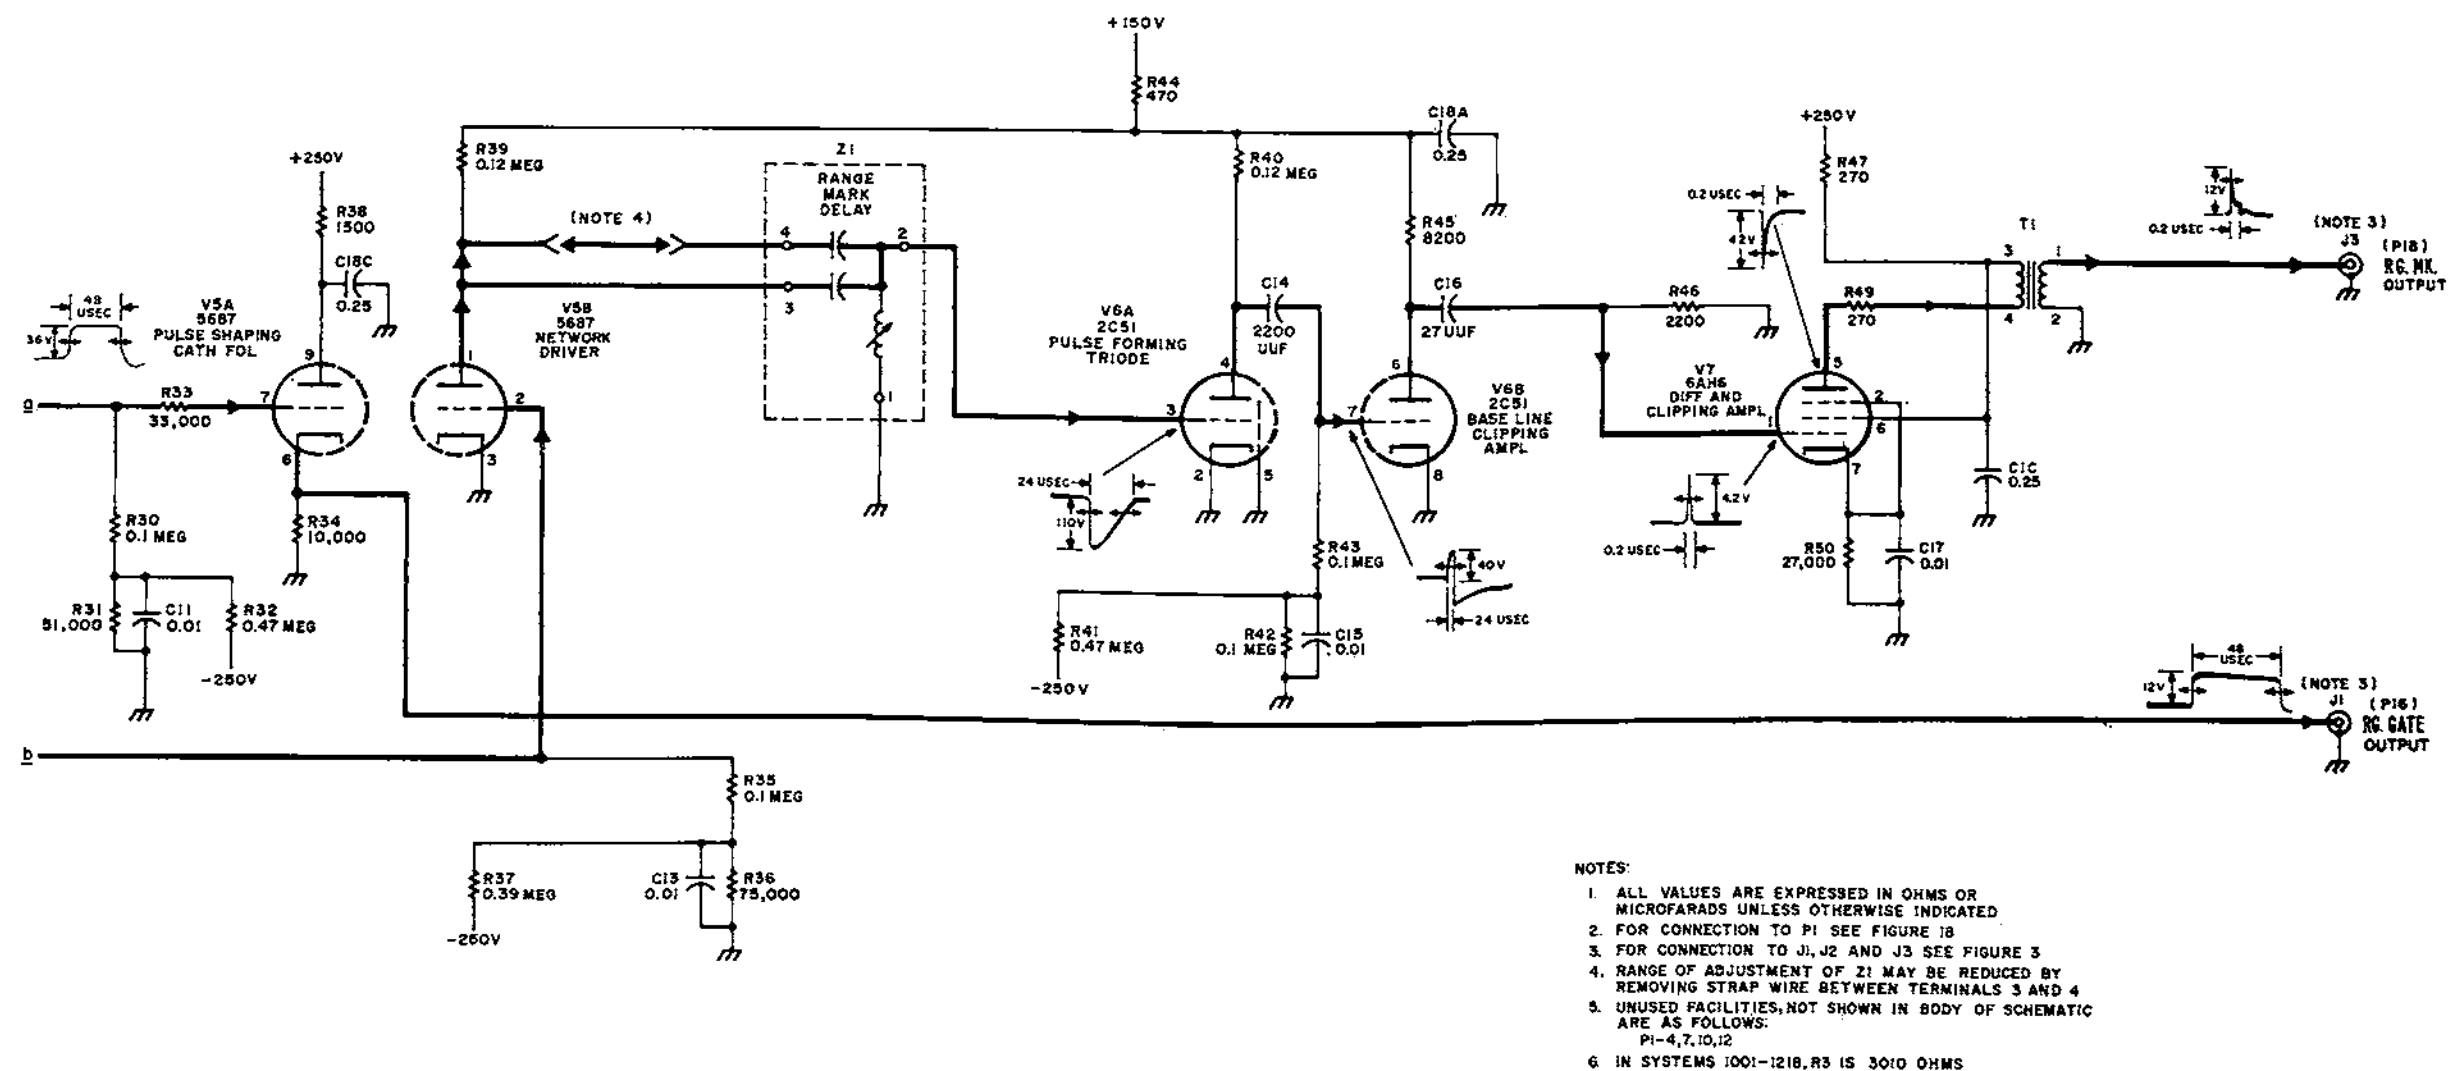 +150V
R44
470
C18A
0.25
+250V
R38
1500
C18C
0.25
R39
0.12 MEG
(NOTE 4)
Z1
RANGE
MARK
DELAY
4
2
3
1
R40
0.12 MEG
R45
8200
+250V
R47
270
0.2 USEC
42V
12V
0.2 USEC
T1
3
1
4
2
(NOTE 3)
J3
(P18)
RG. MK.
OUTPUT
48
USEC
36V
V5A
5687
PULSE SHAPING
CATH FOL
9
7
6
V5B
5687
NETWORK
DRIVER
1
2
3
a
R33
33,000
R34
10,000
R30
0.1 MEG
R31
51,000
C11
0.01
R32
0.47 MEG
-250V
V6A
2C51
PULSE FORMING
TRIODE
4
3
2
5
C14
2200
UUF
24 USEC
110V
C16
27 UUF
6
7
8
V6B
2C51
BASE LINE
CLIPPING
AMPL
R43
0.1 MEG
40V
24 USEC
R41
0.47 MEG
-250V
R42
0.1 MEG
C15
0.01
R46
2200
R49
270
V7
6AH6
DIFF AND
CLIPPING AMPL
5
2
6
1
7
4.2V
0.2 USEC
C1C
0.25
R50
27,000
C17
0.01
48
USEC
12V
(NOTE 3)
J1
(P16)
RG. GATE
OUTPUT
b
R35
0.1 MEG
R37
0.39 MEG
-250V
C13
0.01
R36
75,000
NOTES:
1. ALL VALUES ARE EXPRESSED IN OHMS OR
MICROFARADS UNLESS OTHERWISE INDICATED
2. FOR CONNECTION TO P1 SEE FIGURE 18
3. FOR CONNECTION TO J1, J2 AND J3 SEE FIGURE 3
4. RANGE OF ADJUSTMENT OF Z1 MAY BE REDUCED BY
REMOVING STRAP WIRE BETWEEN TERMINALS 3 AND 4
5. UNUSED FACILITIES, NOT SHOWN IN BODY OF SCHEMATIC
ARE AS FOLLOWS:
P1-4,7,10,12
6. IN SYSTEMS 1001-1218, R3 IS 3010 OHMS